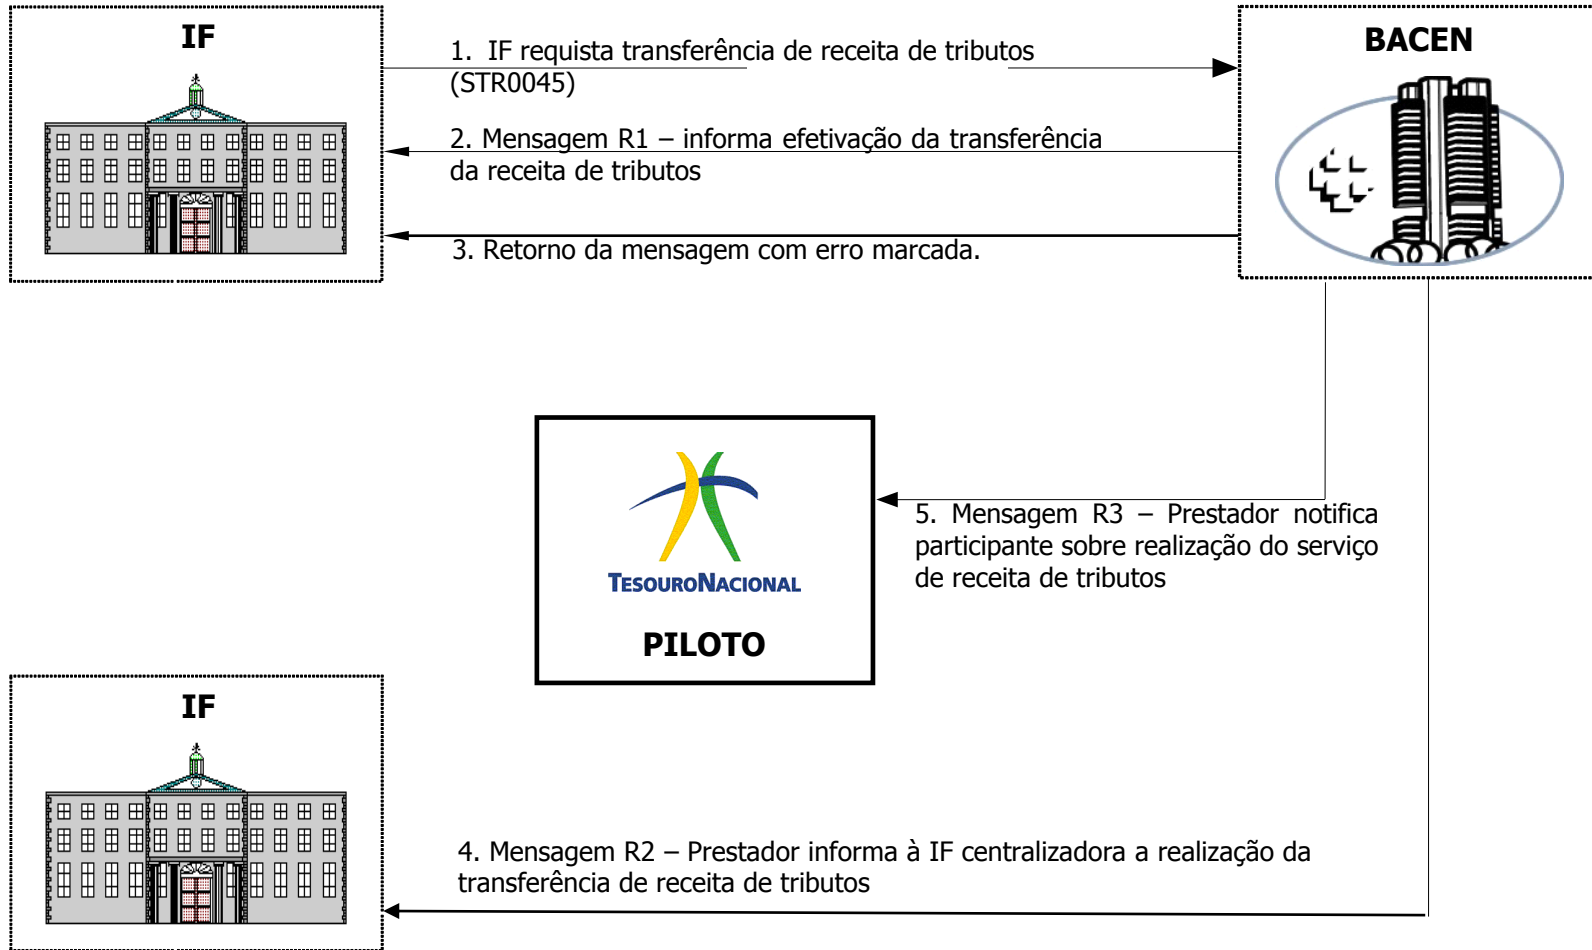 IF
BACEN
1. IF requista transferência de receita de tributos
(STR0045)
2. Mensagem R1 – informa efetivação da transferência
da receita de tributos
3. Retorno da mensagem com erro marcada.
TESOURONACIONAL
PILOTO
5. Mensagem R3 – Prestador notifica
participante sobre realização do serviço
de receita de tributos
IF
4. Mensagem R2 – Prestador informa à IF centralizadora a realização da
transferência de receita de tributos